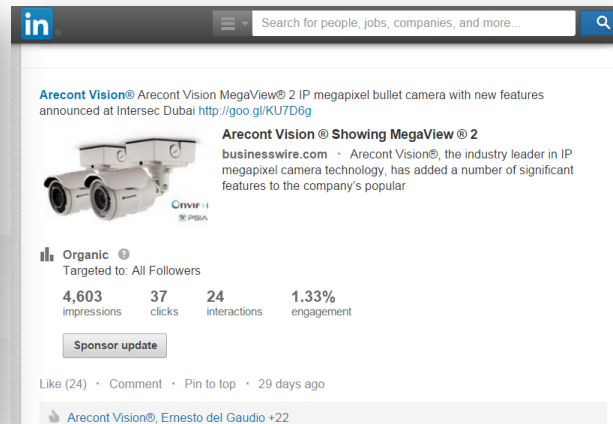 in
Search for people, jobs, companies, and more...
Arecont Vision® Arecont Vision MegaView® 2 IP megapixel bullet camera with new features
announced at Intersec Dubai http://goo.gl/KU7D6g
Arecont Vision ® Showing MegaView ® 2
businesswire.com · Arecont Vision®, the industry leader in IP
megapixel camera technology, has added a number of significant
features to the company's popular
ONVIF
PSIA
Organic ?
Targeted to: All Followers
4,603 37 24 1.33%
impressions clicks interactions engagement
Sponsor update
Like (24) · Comment · Pin to top · 29 days ago
Arecont Vision®, Ernesto del Gaudio +22